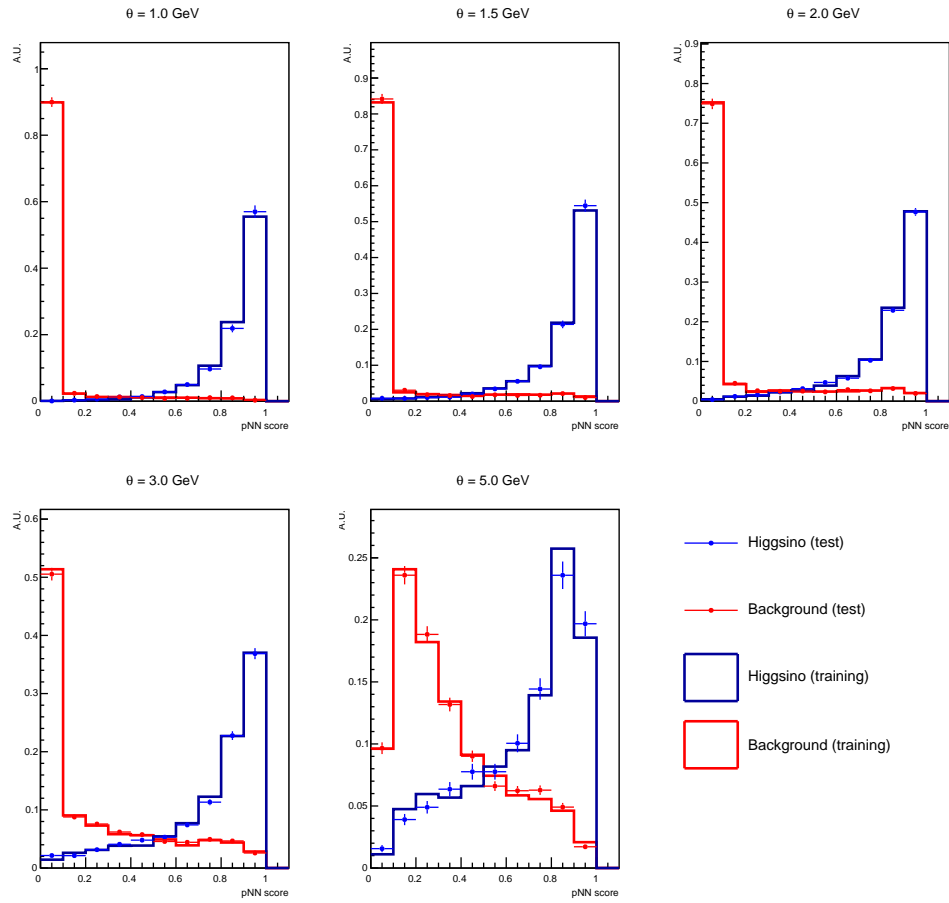 θ = 1.0 GeV
A.U.
1
0.8
0.6
0.4
0.2
0
0 0.2 0.4 0.6 0.8 1
pNN score
θ = 1.5 GeV
A.U.
0.9
0.8
0.7
0.6
0.5
0.4
0.3
0.2
0.1
0
0 0.2 0.4 0.6 0.8 1
pNN score
θ = 2.0 GeV
A.U.
0.9
0.8
0.7
0.6
0.5
0.4
0.3
0.2
0.1
0
0 0.2 0.4 0.6 0.8 1
pNN score
θ = 3.0 GeV
A.U.
0.6
0.5
0.4
0.3
0.2
0.1
0
0 0.2 0.4 0.6 0.8 1
pNN score
θ = 5.0 GeV
A.U.
0.25
0.2
0.15
0.1
0.05
0
0 0.2 0.4 0.6 0.8 1
pNN score
Higgsino (test)
Background (test)
Higgsino (training)
Background (training)